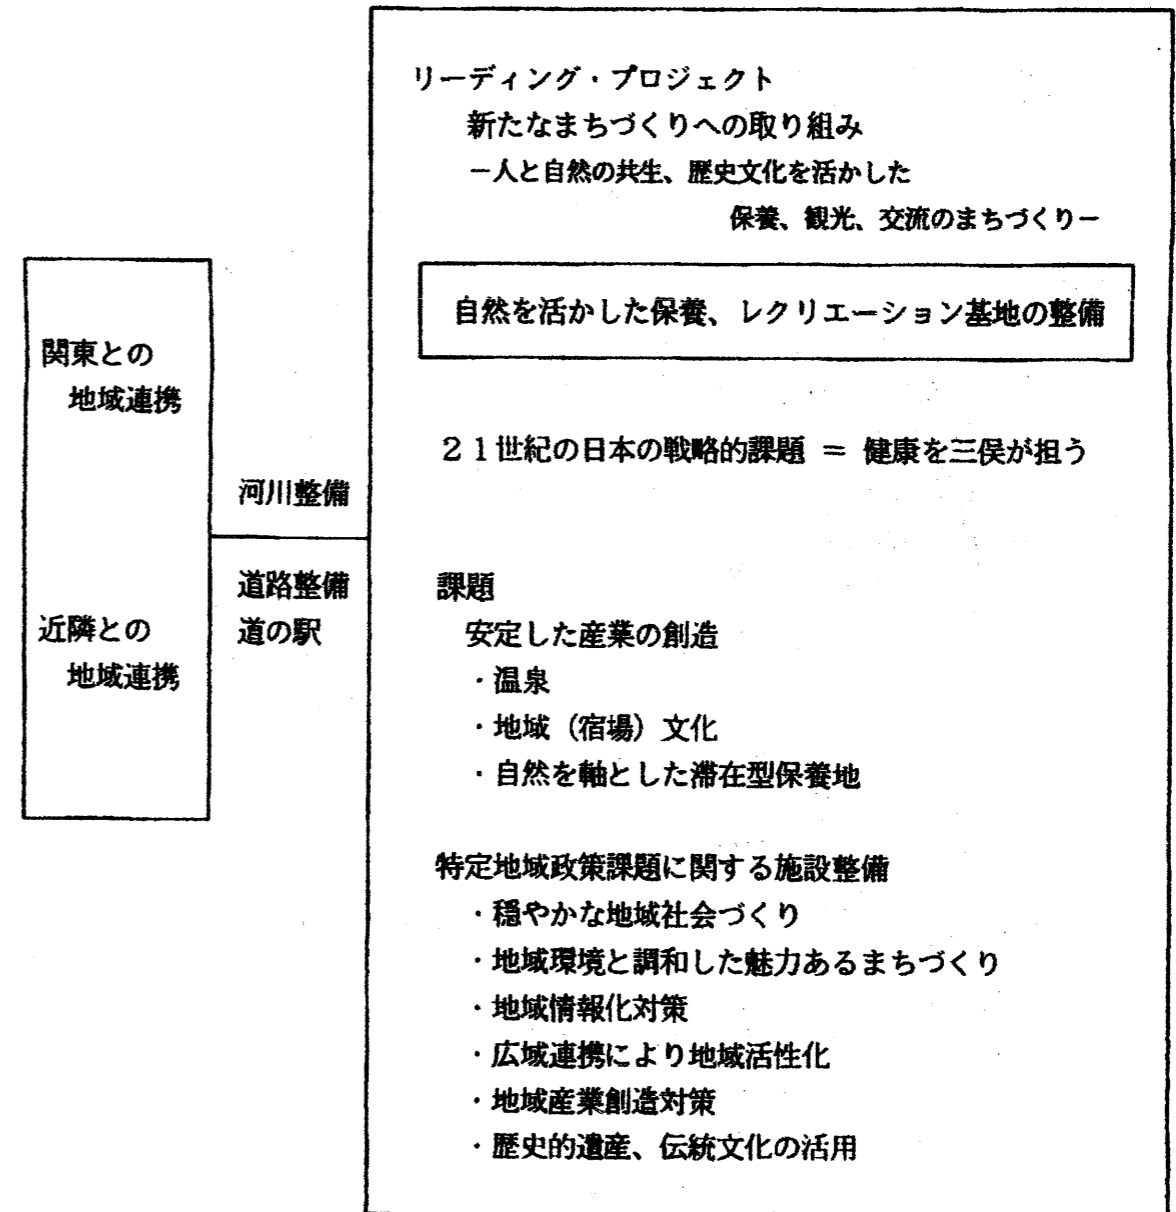 リーディング・プロジェクト
新たなまちづくりへの取り組み
－人と自然の共生、歴史文化を活かした
保養、観光、交流のまちづくり－
自然を活かした保養、レクリエーション基地の整備
関東との
地域連携
２１世紀の日本の戦略的課題 ＝ 健康を三俣が担う
河川整備
道路整備
道の駅
近隣との
地域連携
課題
安定した産業の創造
・温泉
・地域（宿場）文化
・自然を軸とした滞在型保養地
特定地域政策課題に関する施設整備
・穏やかな地域社会づくり
・地域環境と調和した魅力あるまちづくり
・地域情報化対策
・広域連携により地域活性化
・地域産業創造対策
・歴史的遺産、伝統文化の活用